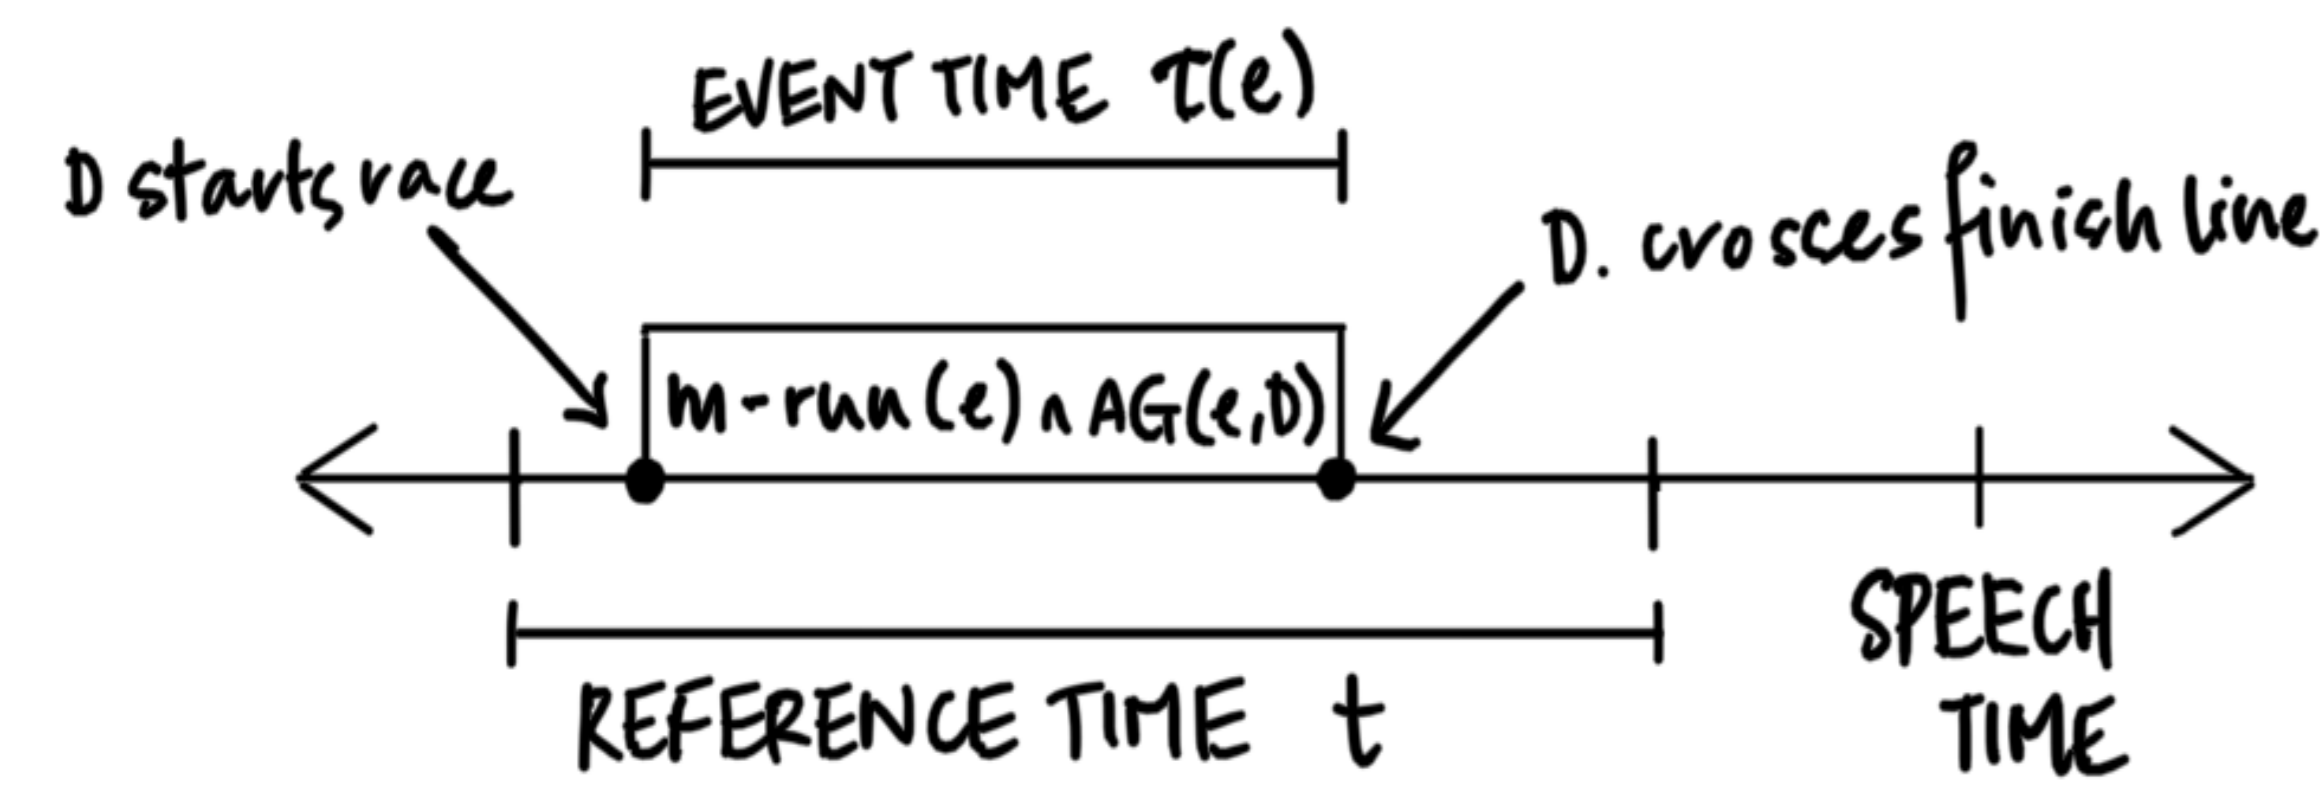 EVENT TIME τ(e)
D starts race
D. crosses finish line
m-run(e) ∧ AG(e,D)
SPEECH
TIME
REFERENCE TIME t